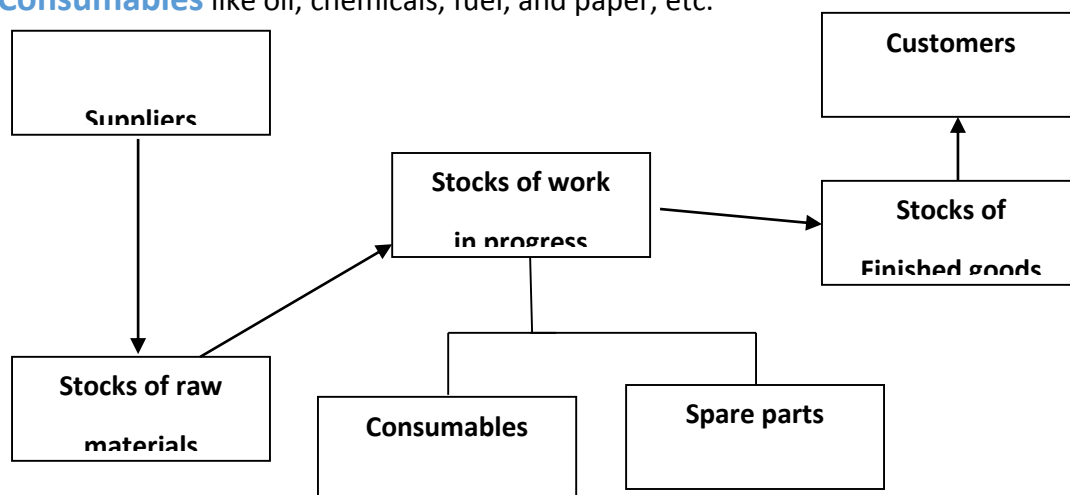 Consumables like oil, chemicals, fuel, and paper, etc.
Customers
Suppliers
Stocks of work
in progress
Stocks of
Finished goods
Stocks of raw
materials
Spare parts
Consumables